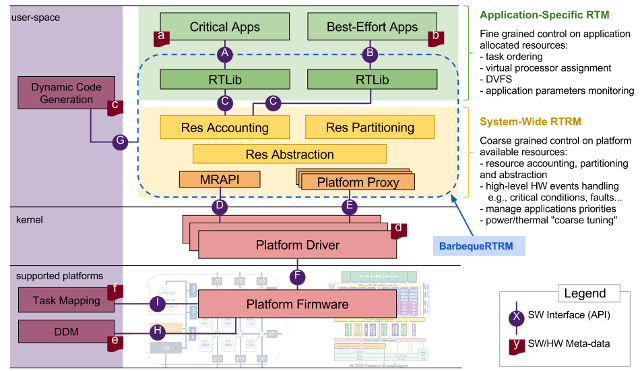 user-space
Critical Apps
Best-Effort Apps
a
b
A
B
RTLib
RTLib
Dynamic Code
Generation
c
C
C
G
Res Accounting
Res Partitioning
Res Abstraction
MRAPI
Platform Proxy
D
E
kernel
d
Platform Driver
BarbequeRTRM
F
supported platforms
f
Task Mapping
I
Platform Firmware
DDM
H
e
Application-Specific RTM
Fine grained control on application
allocated resources:
- task ordering
- virtual processor assignment
- DVFS
- application parameters monitoring
System-Wide RTRM
Coarse grained control on platform
available resources:
- resource accounting, partitioning
and abstraction
- high-level HW events handling
e.g., critical conditions, faults...
- manage applications priorities
- power/thermal "coarse tuning"
Legend
X
SW Interface (API)
y
SW/HW Meta-data